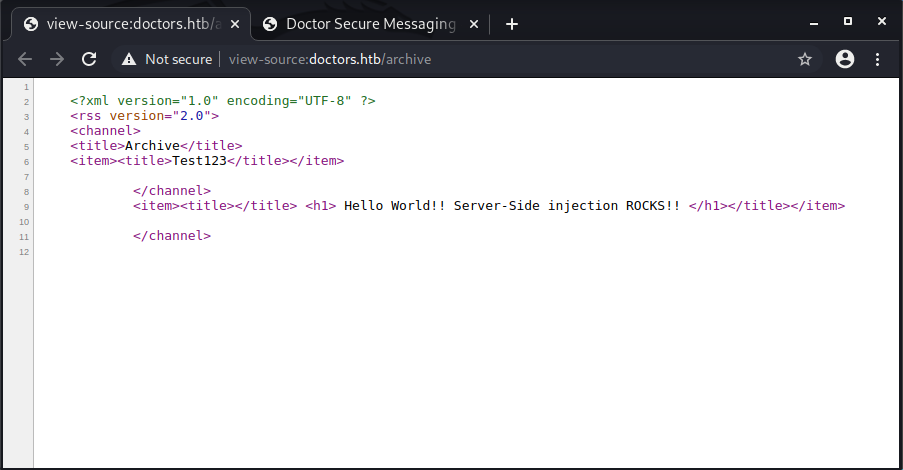 view-source:doctors.htb/a
Doctor Secure Messaging
Not secure
view-source:doctors.htb/archive
1
2 <?xml version="1.0" encoding="UTF-8" ?>
3 <rss version="2.0">
4 <channel>
5 <title>Archive</title>
6 <item><title>Test123</title></item>
7
8 </channel>
9 <item><title></title> <h1> Hello World!! Server-Side injection ROCKS!! </h1></title></item>
10
11 </channel>
12